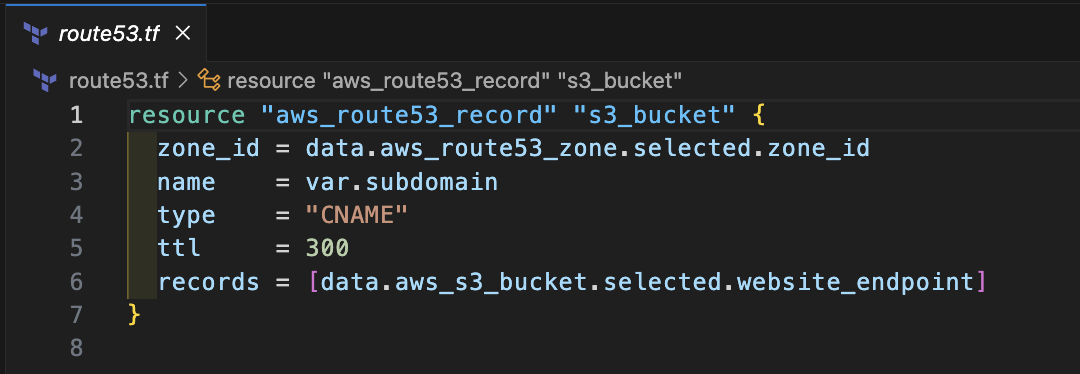 route53.tf
route53.tf > resource "aws_route53_record" "s3_bucket"
1 resource "aws_route53_record" "s3_bucket" {
2   zone_id = data.aws_route53_zone.selected.zone_id
3   name    = var.subdomain
4   type    = "CNAME"
5   ttl     = 300
6   records = [data.aws_s3_bucket.selected.website_endpoint]
7 }
8